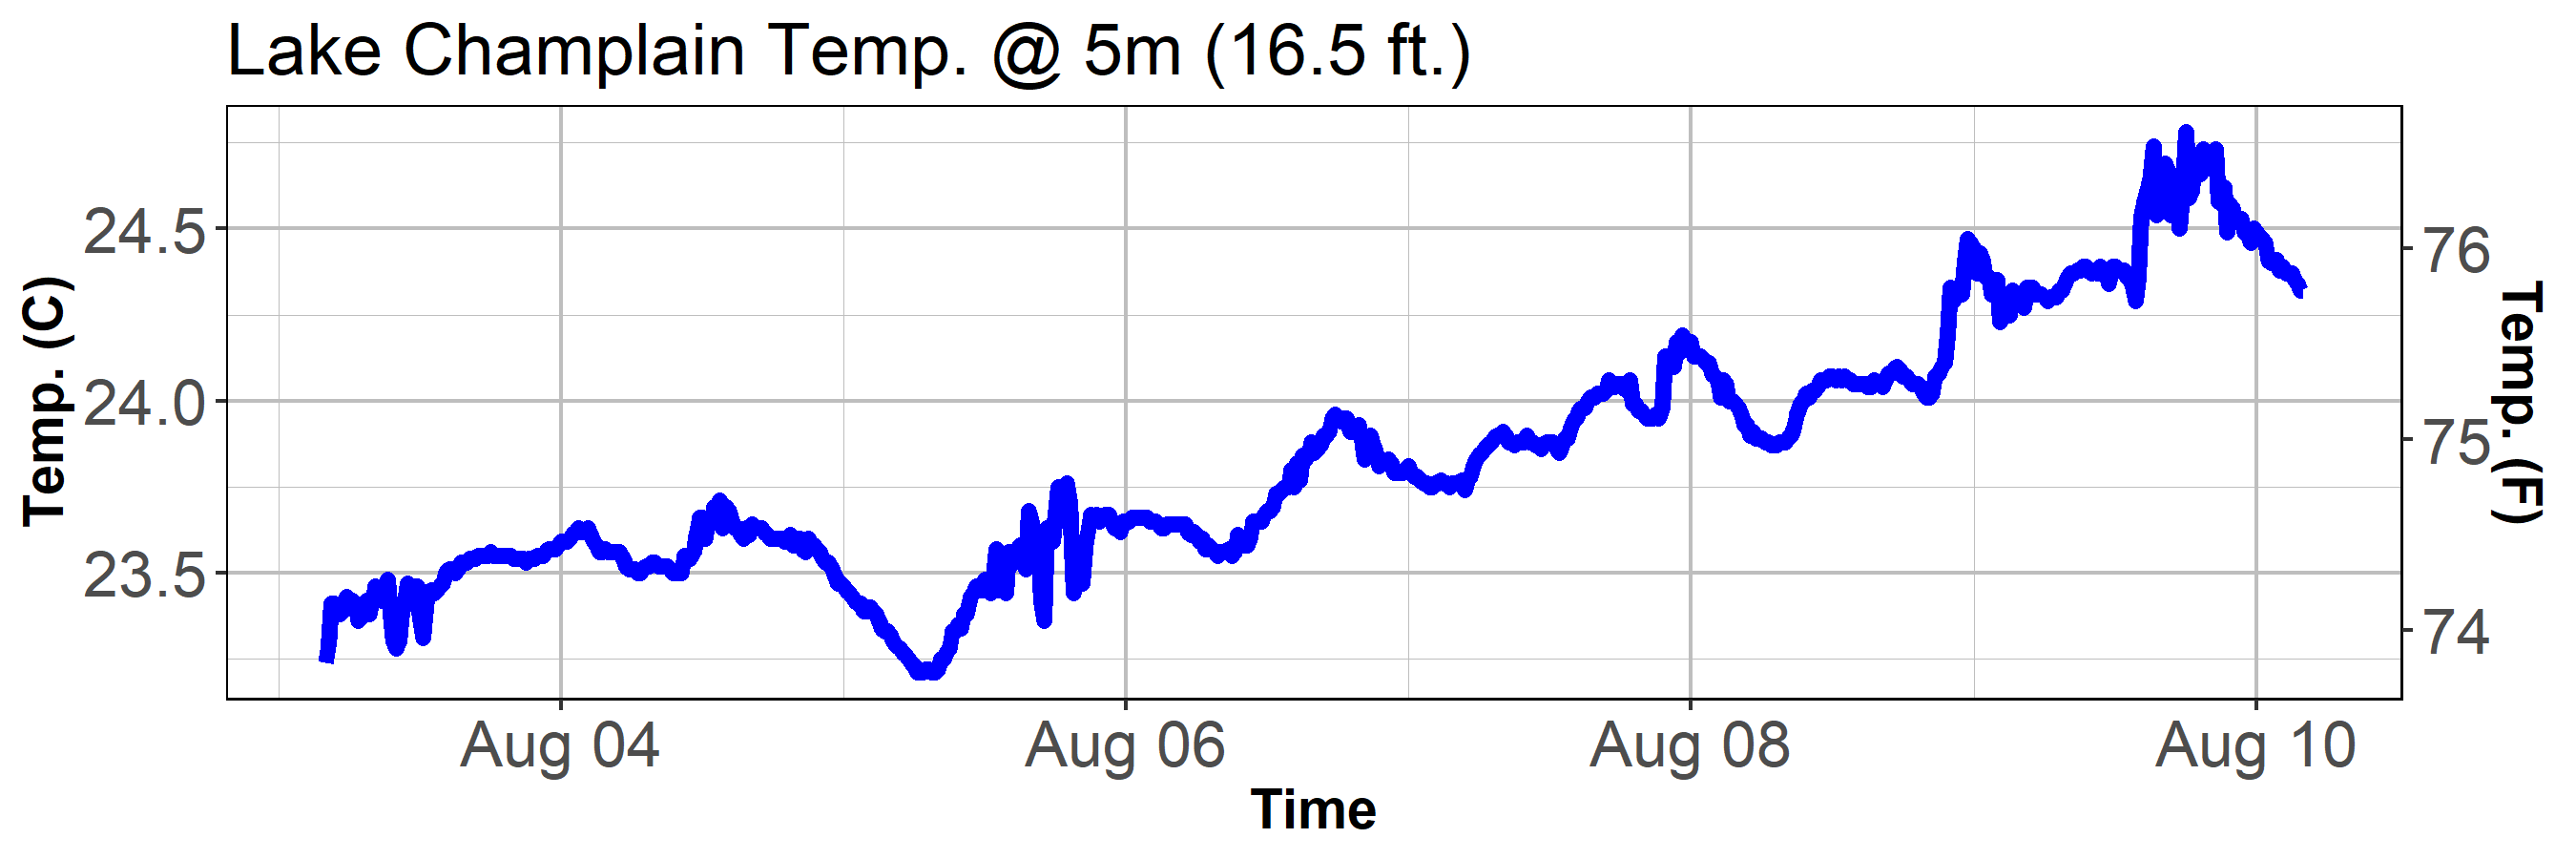 Lake Champlain Temp. @ 5m (16.5 ft.)
Temp. (C)
24.5
24.0
23.5
76
75
74
Temp. (F)
Aug 04 Aug 06 Aug 08 Aug 10
Time